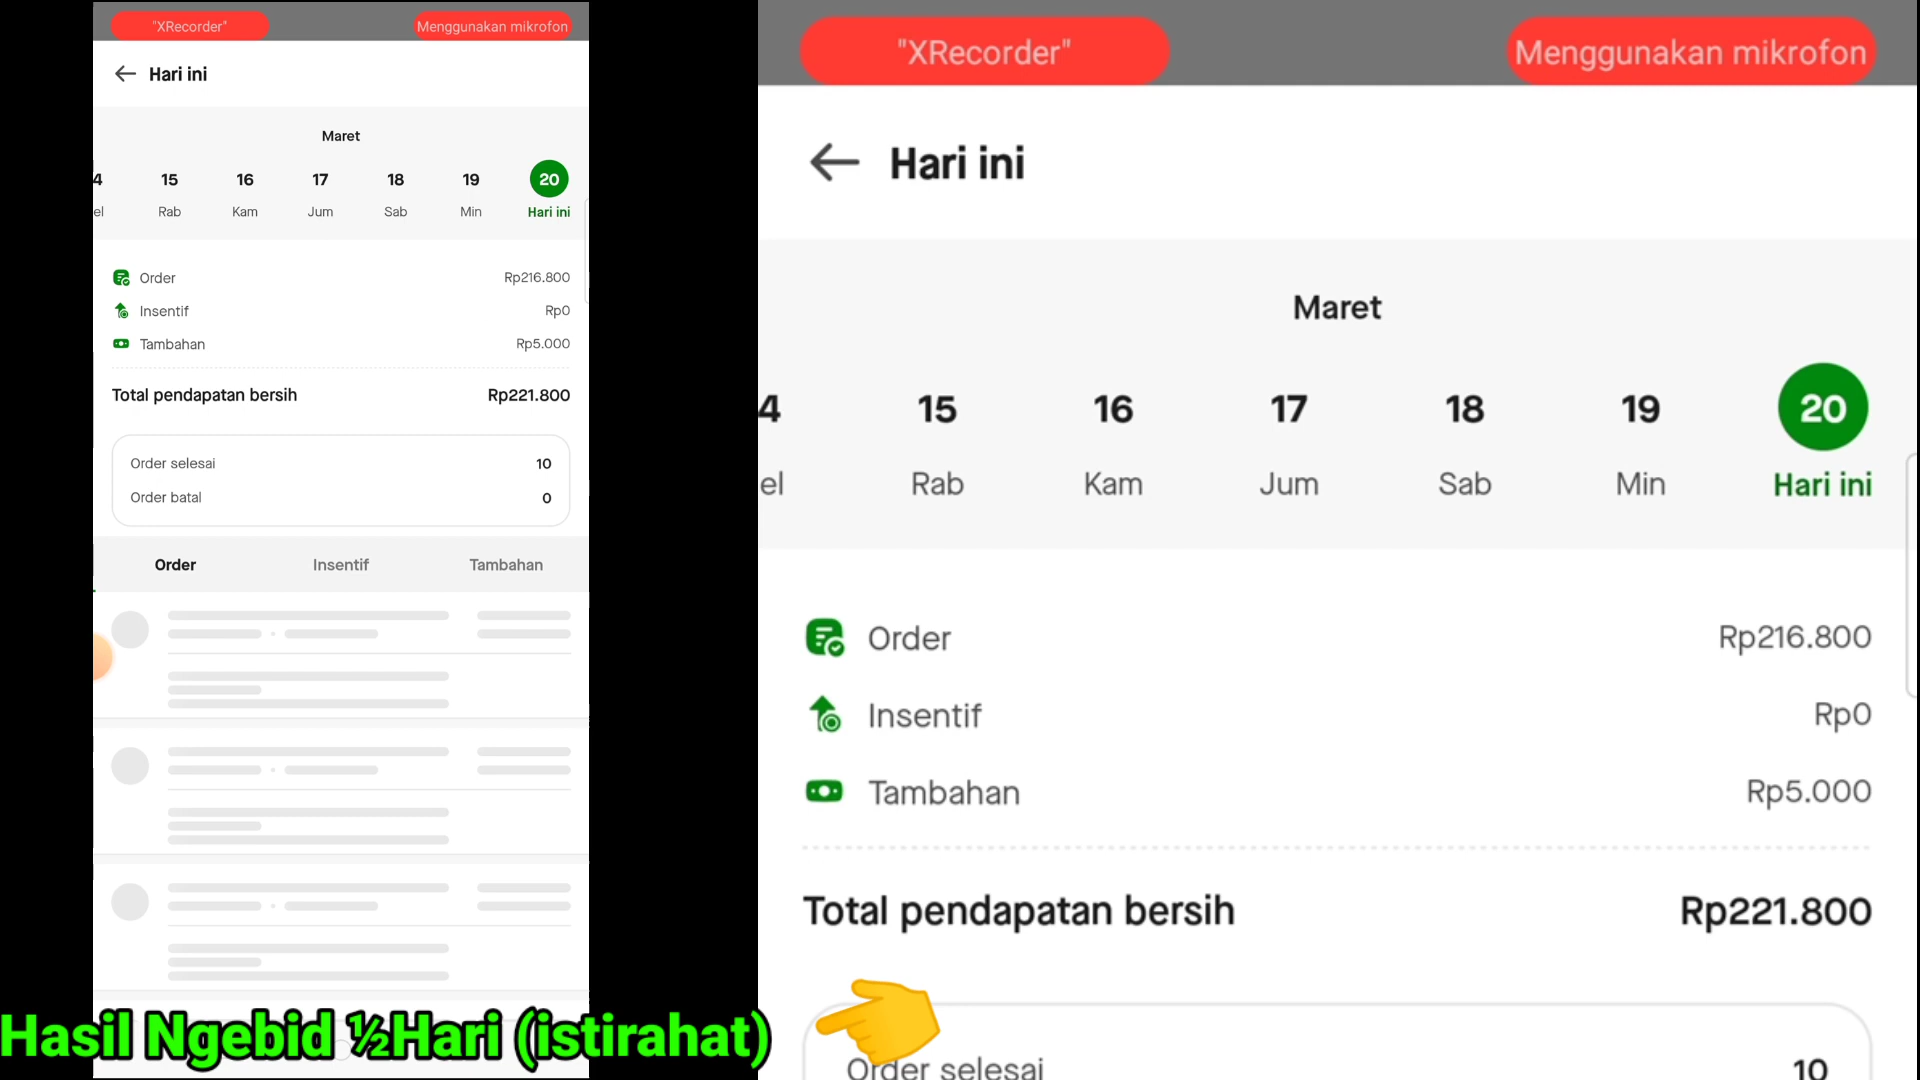 "XRecorder"
Menggunakan mikrofon
Hari ini
Maret
4 15 16 17 18 19 20
el Rab Kam Jum Sab Min Hari ini
Order Rp216.800
Insentif Rp0
Tambahan Rp5.000
Total pendapatan bersih Rp221.800
Order selesai 10
Order batal 0
Order Insentif Tambahan
Hasil Ngebid ½Hari (istirahat)
"XRecorder"
Menggunakan mikrofon
Hari ini
Maret
4 15 16 17 18 19 20
el Rab Kam Jum Sab Min Hari ini
Order Rp216.800
Insentif Rp0
Tambahan Rp5.000
Total pendapatan bersih Rp221.800
Order selesai 10